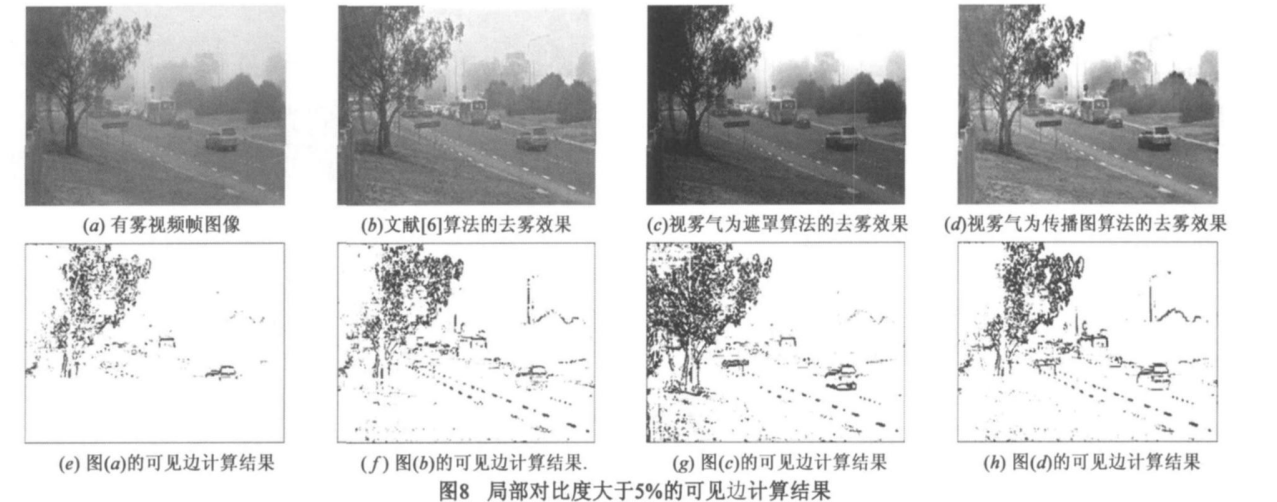 (a) 有雾视频帧图像
(b)文献[6]算法的去雾效果
(c)视雾气为遮罩算法的去雾效果
(d)视雾气为传播图算法的去雾效果
(e) 图(a)的可见边计算结果
(f) 图(b)的可见边计算结果.
(g) 图(c)的可见边计算结果
(h) 图(d)的可见边计算结果
图8 局部对比度大于5%的可见边计算结果